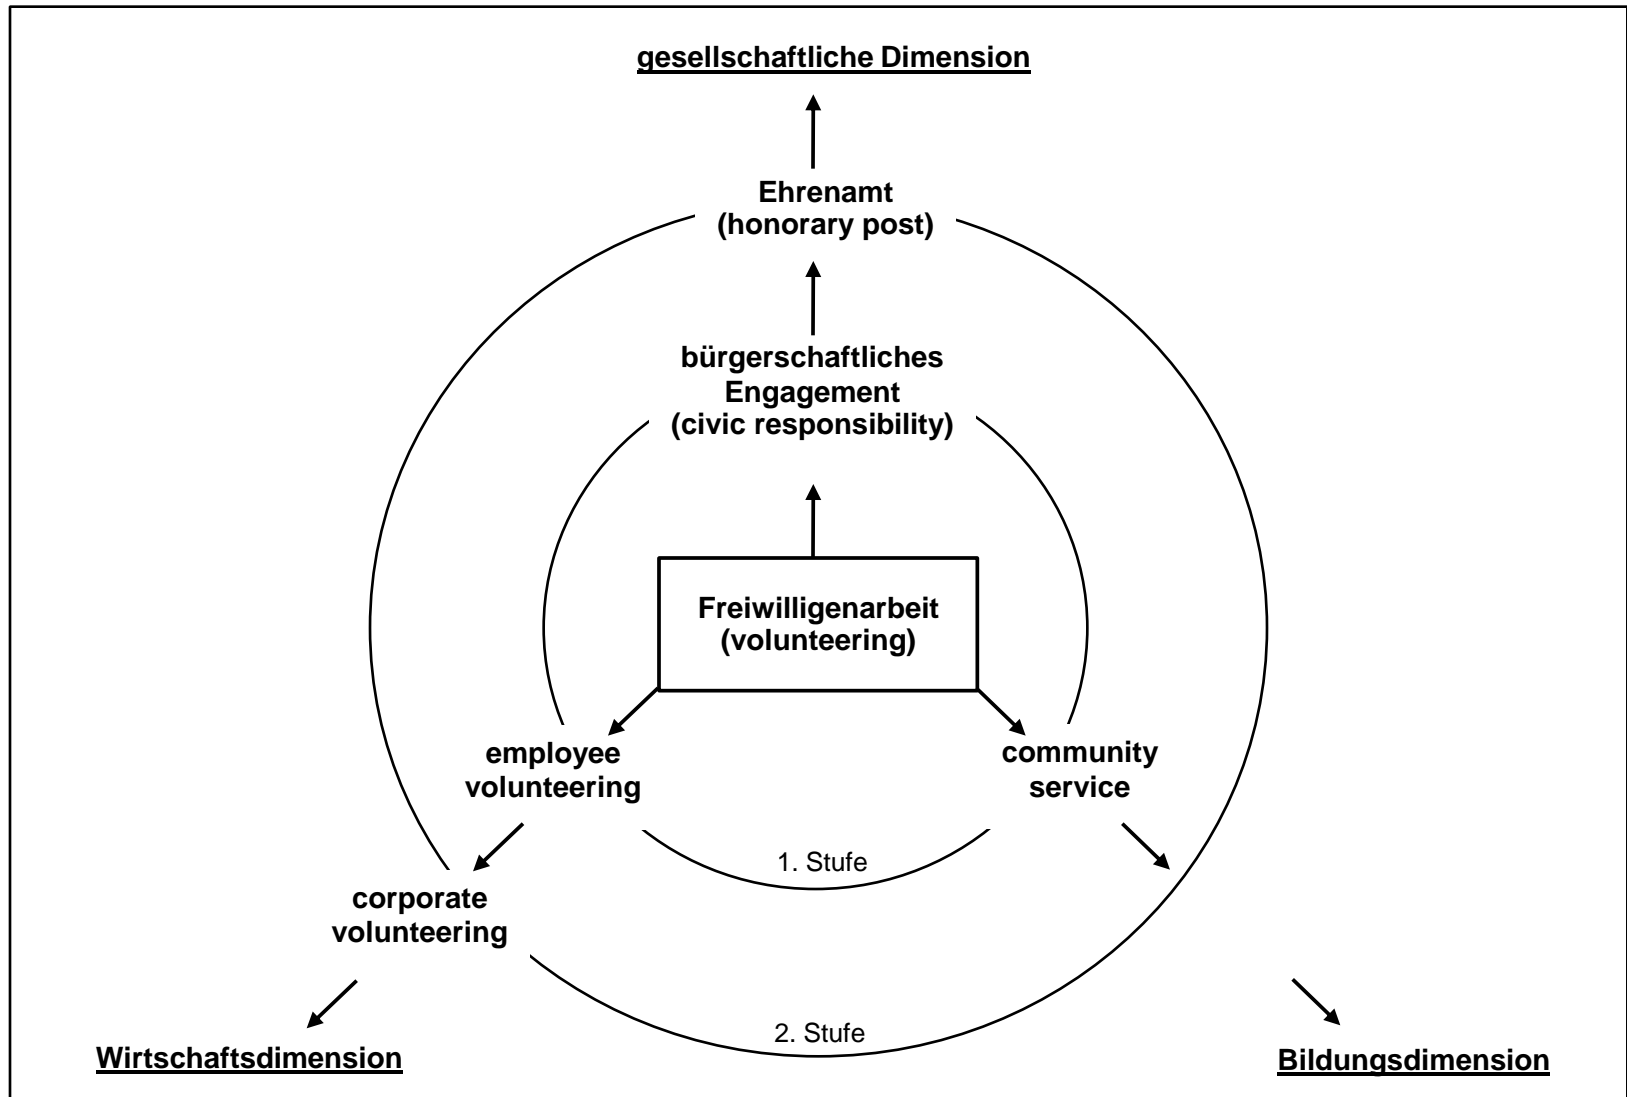 gesellschaftliche Dimension
Ehrenamt
(honorary post)
bürgerschaftliches
Engagement
(civic responsibility)
Freiwilligenarbeit
(volunteering)
employee
volunteering
community
service
1. Stufe
corporate
volunteering
2. Stufe
Wirtschaftsdimension
Bildungsdimension